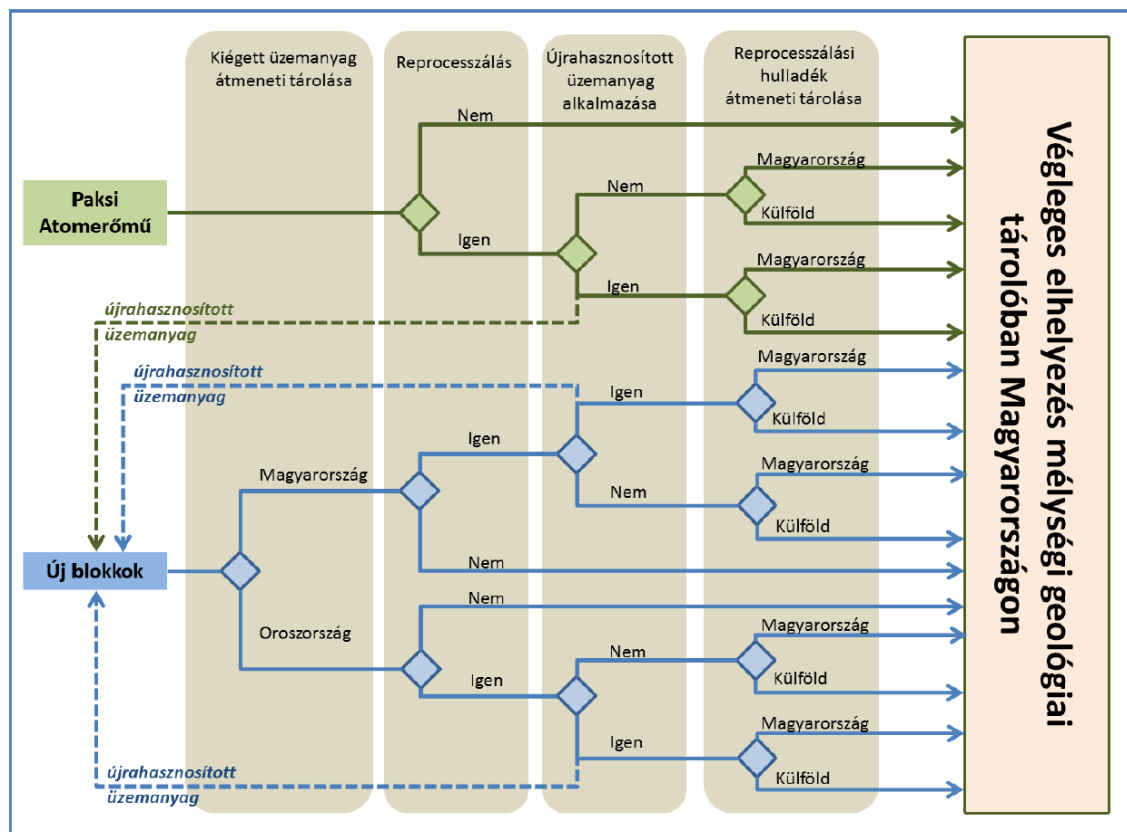 Kiégett üzemanyag
átmeneti tárolása
Reprocesszálás
Újrahasznosított
üzemanyag
alkalmazása
Reprocesszálási
hulladék
átmeneti tárolása
Nem
Magyarország
Paksi
Atomerőmű
Nem
Külföld
Igen
Magyarország
Igen
újrahasznosított
üzemanyag
Külföld
Magyarország
újrahasznosított
üzemanyag
Igen
Külföld
Igen
Magyarország
Magyarország
Nem
Külföld
Új blokkok
Nem
Nem
Oroszország
Magyarország
Nem
Igen
Külföld
Magyarország
Igen
újrahasznosított
üzemanyag
Külföld
Végleges elhelyezés mélységi geológiai
tárolóban Magyarországon